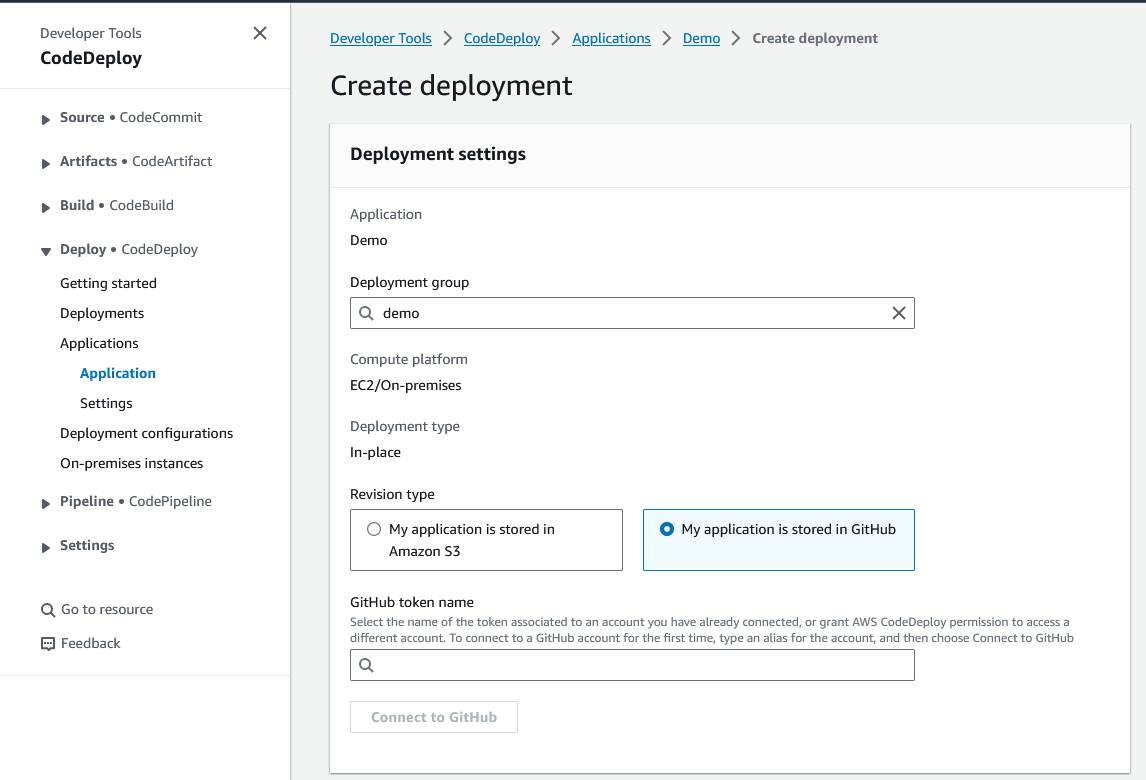 Developer Tools
CodeDeploy
Source • CodeCommit
Artifacts • CodeArtifact
Build • CodeBuild
Deploy • CodeDeploy
Getting started
Deployments
Applications
Application
Settings
Deployment configurations
On-premises instances
Pipeline • CodePipeline
Settings
Go to resource
Feedback
Developer Tools > CodeDeploy > Applications > Demo > Create deployment
Create deployment
Deployment settings
Application
Demo
Deployment group
demo
Compute platform
EC2/On-premises
Deployment type
In-place
Revision type
My application is stored in
Amazon S3
My application is stored in GitHub
GitHub token name
Select the name of the token associated to an account you have already connected, or grant AWS CodeDeploy permission to access a
different account. To connect to a GitHub account for the first time, type an alias for the account, and then choose Connect to GitHub
Connect to GitHub